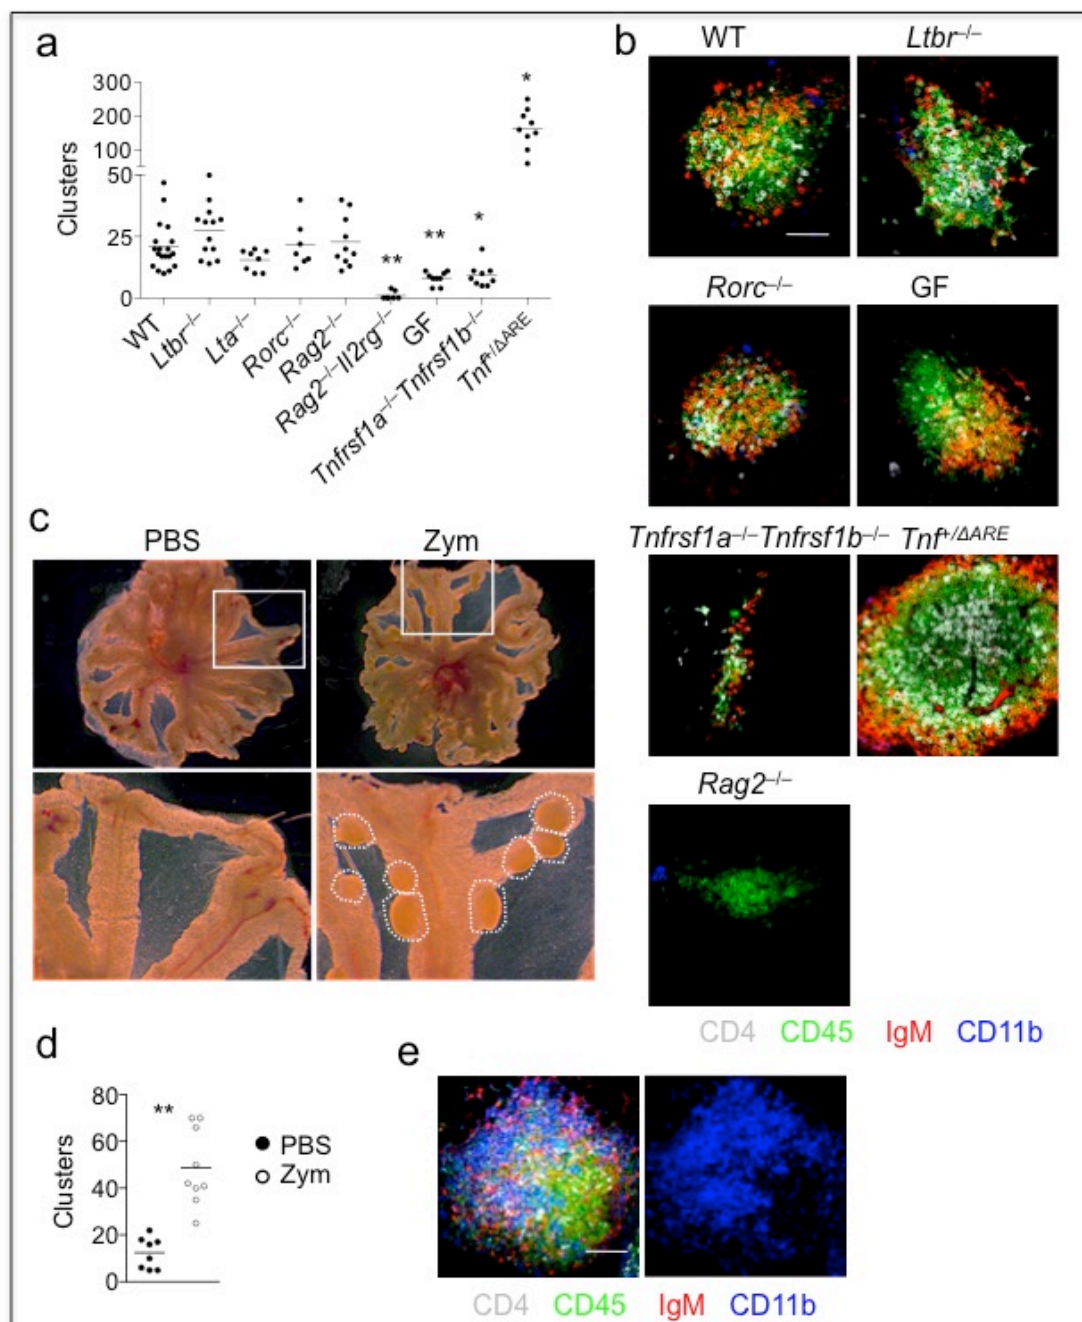 a
300
200
100
50
25
0
Clusters
* 
** ** *
WT
Ltbr–/–
Lta–/–
Rorc–/–
Rag2–/–
Rag2–/–Il2rg–/–
GF
Tnfrsf1a–/–Tnfrsf1b–/–
Tnf+/ΔARE
b
WT Ltbr–/–
Rorc–/– GF
Tnfrsf1a–/–Tnfrsf1b–/– Tnf+/ΔARE
Rag2–/–
CD4 CD45 IgM CD11b
c
PBS Zym
d
80
60
40
20
0
Clusters
**
PBS
Zym
e
CD4 CD45 IgM CD11b